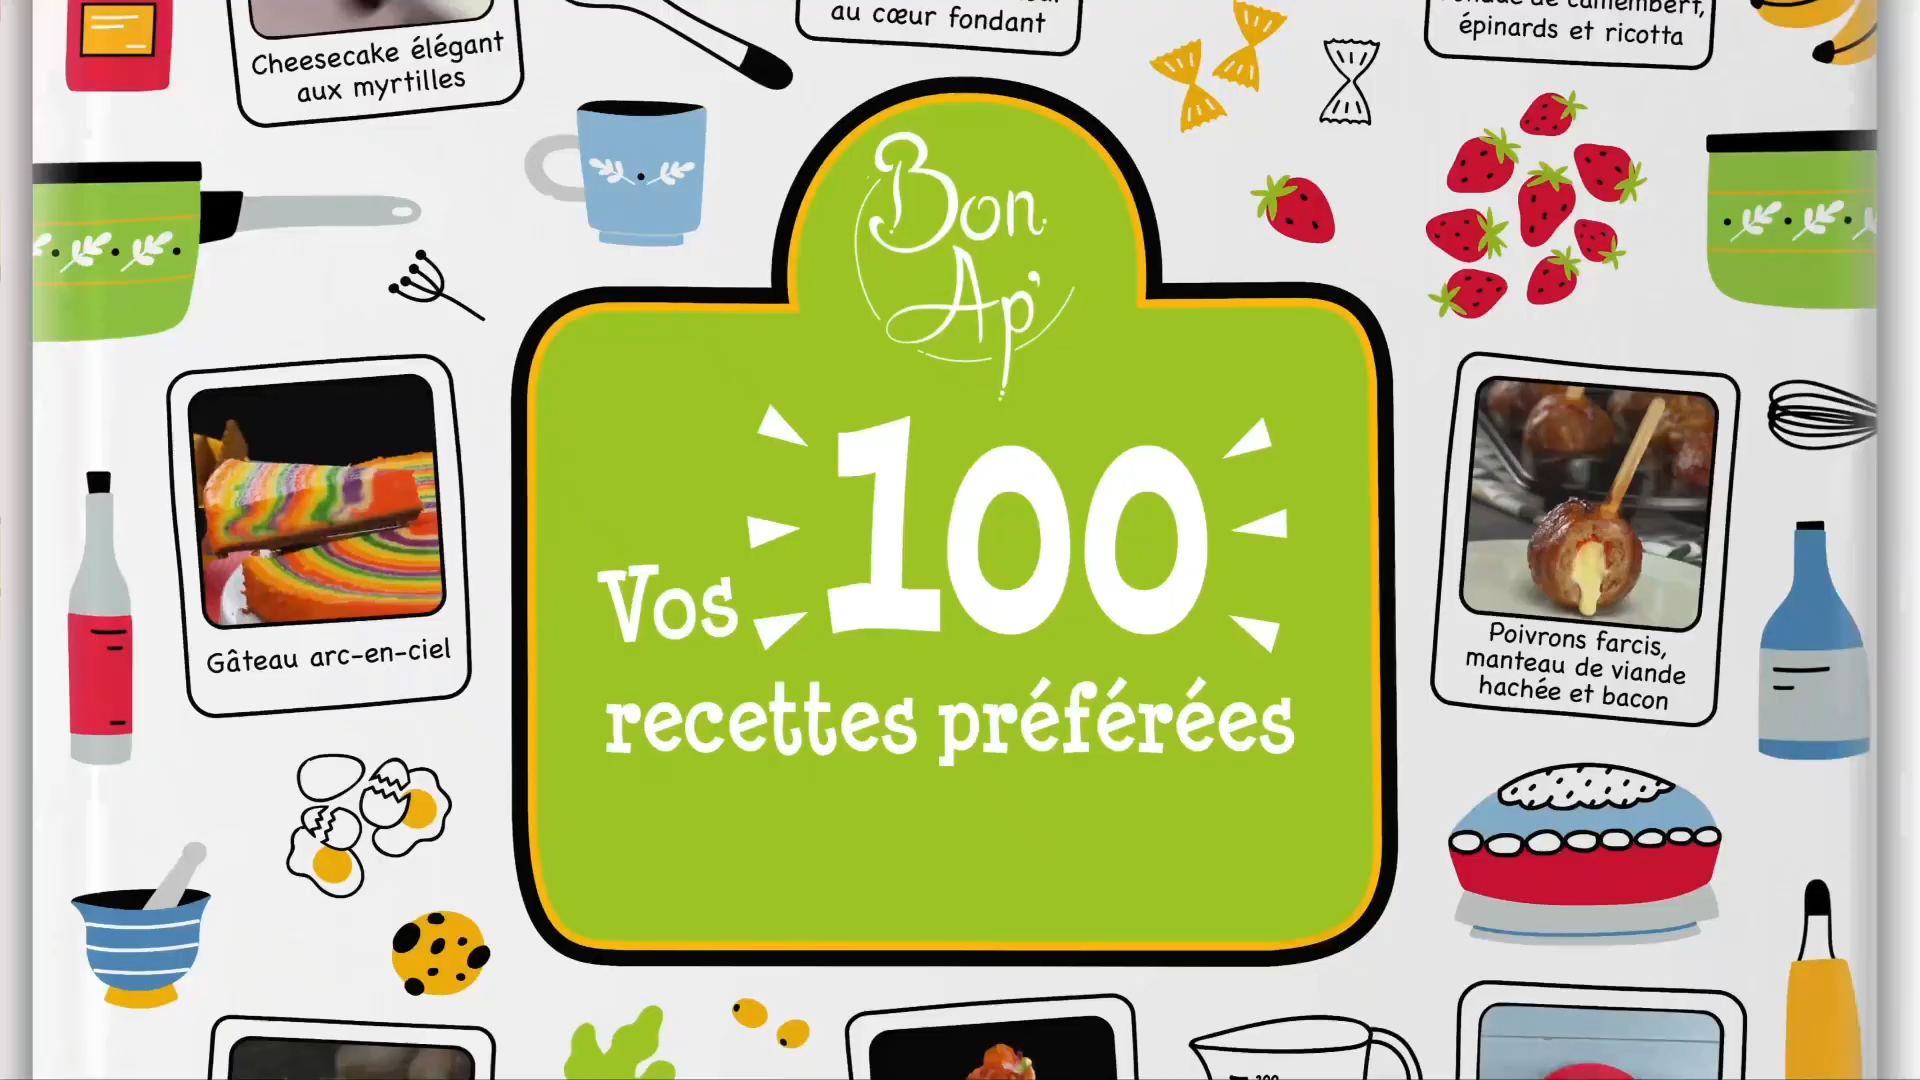 Cheesecake élégant
aux myrtilles
au cœur fondant
épinards et ricotta
Bon
Ap'
Vos 100
recettes préférées
Gâteau arc-en-ciel
Poivrons farcis,
manteau de viande
hachée et bacon